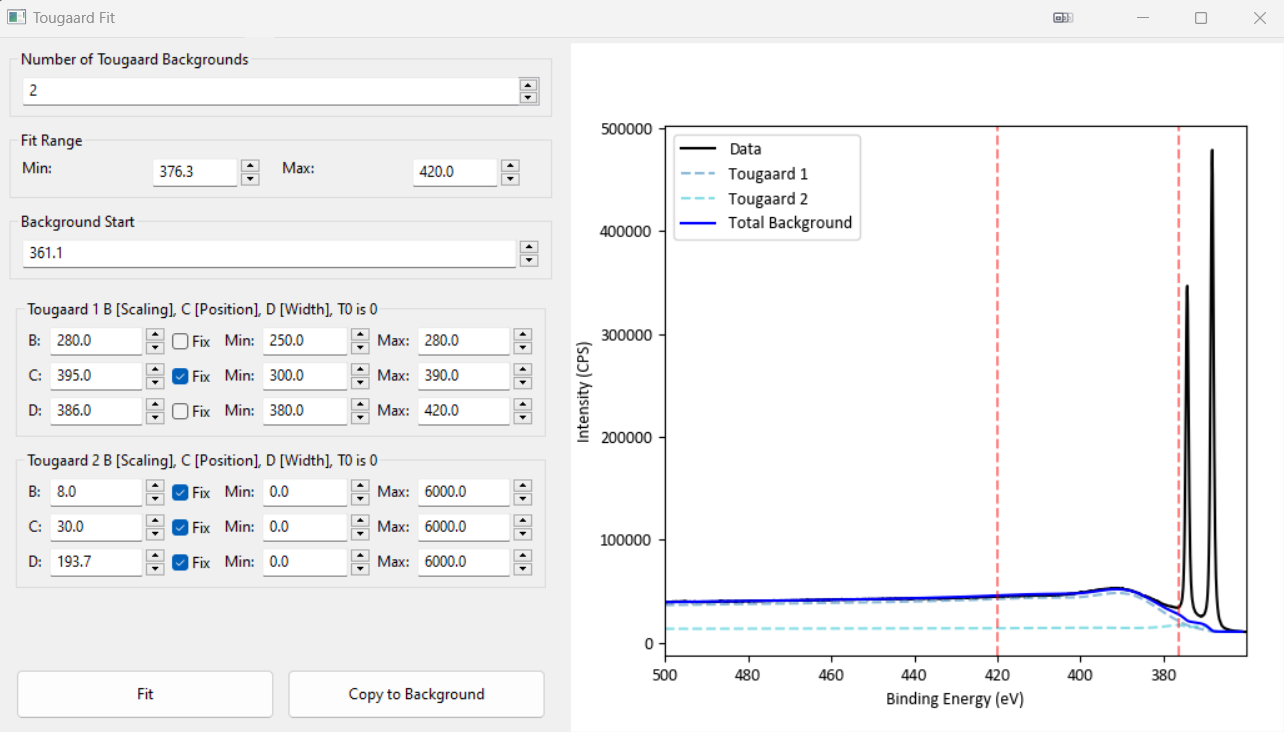 Tougaard Fit
Number of Tougaard Backgrounds
2
Fit Range
Min: 376.3 Max: 420.0
Background Start
361.1
Tougaard 1 B [Scaling], C [Position], D [Width], T0 is 0
B: 280.0 Fix Min: 250.0 Max: 280.0
C: 395.0 Fix Min: 300.0 Max: 390.0
D: 386.0 Fix Min: 380.0 Max: 420.0
Tougaard 2 B [Scaling], C [Position], D [Width], T0 is 0
B: 8.0 Fix Min: 0.0 Max: 6000.0
C: 30.0 Fix Min: 0.0 Max: 6000.0
D: 193.7 Fix Min: 0.0 Max: 6000.0
Fit Copy to Background
Data
Tougaard 1
Tougaard 2
Total Background
500000
400000
300000
200000
100000
0
Intensity (CPS)
500 480 460 440 420 400 380
Binding Energy (eV)